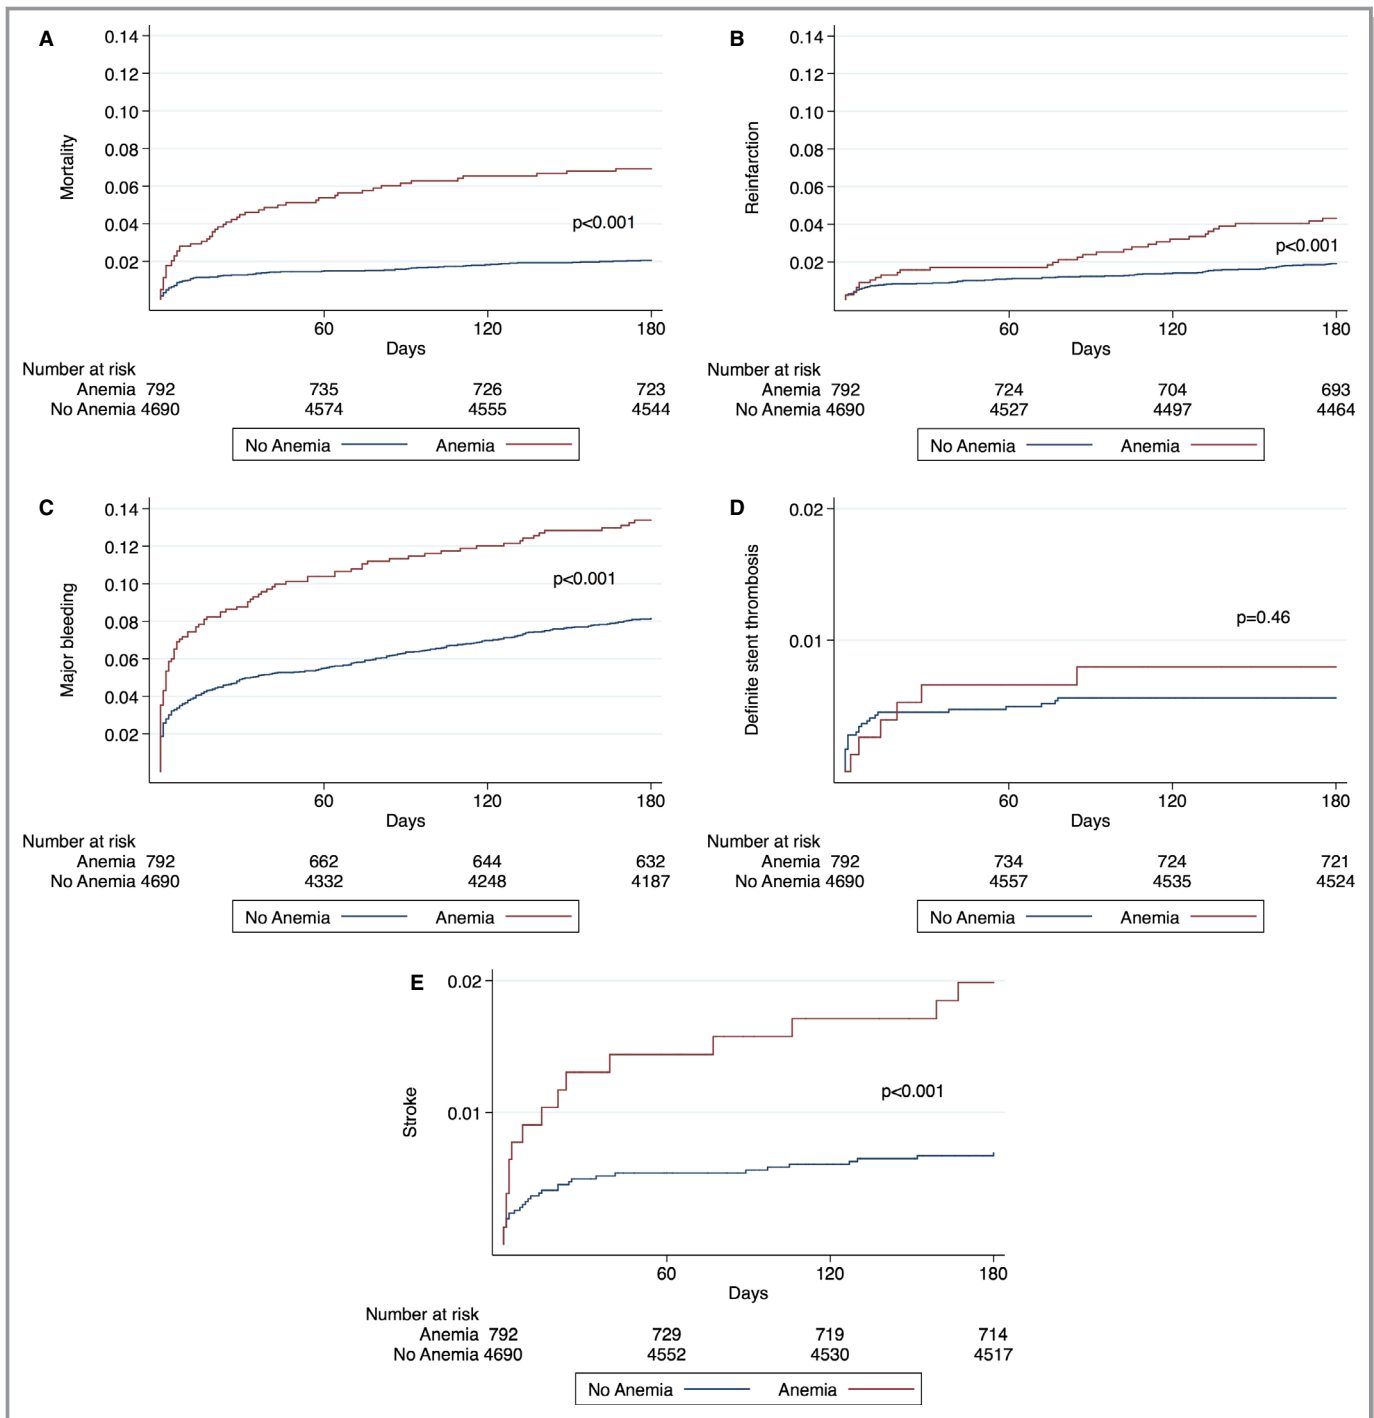 A
0.14
0.12
0.10
0.08
0.06
0.04
0.02
Mortality
p<0.001
60 120 180
Days
Number at risk
Anemia 792 735 726 723
No Anemia 4690 4574 4555 4544
No Anemia Anemia
B
0.14
0.12
0.10
0.08
0.06
0.04
0.02
Reinfarction
p<0.001
60 120 180
Days
Number at risk
Anemia 792 724 704 693
No Anemia 4690 4527 4497 4464
No Anemia Anemia
C
0.14
0.12
0.10
0.08
0.06
0.04
0.02
Major bleeding
p<0.001
60 120 180
Days
Number at risk
Anemia 792 662 644 632
No Anemia 4690 4332 4248 4187
No Anemia Anemia
D
0.02
0.01
Definite stent thrombosis
p=0.46
60 120 180
Days
Number at risk
Anemia 792 734 724 721
No Anemia 4690 4557 4535 4524
No Anemia Anemia
E
0.02
0.01
Stroke
p<0.001
60 120 180
Days
Number at risk
Anemia 792 729 719 714
No Anemia 4690 4552 4530 4517
No Anemia Anemia